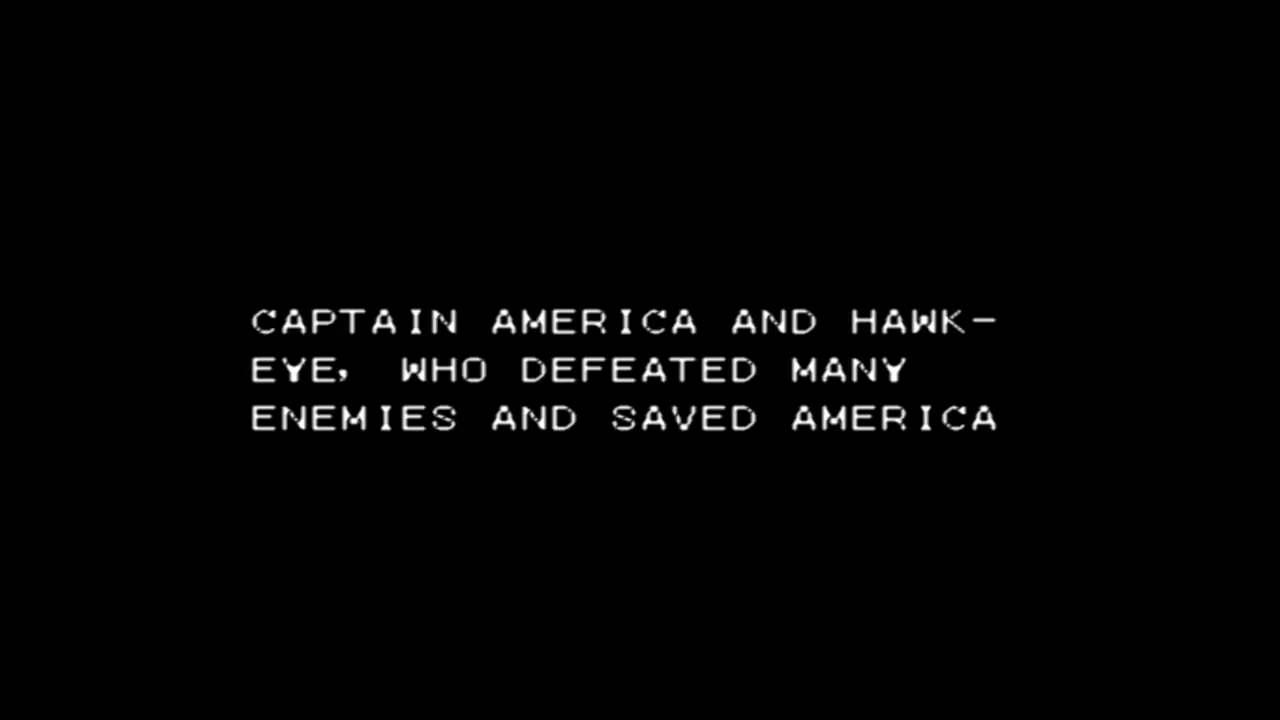 CAPTAIN AMERICA AND HAWK-
EYE, WHO DEFEATED MANY
ENEMIES AND SAVED AMERICA